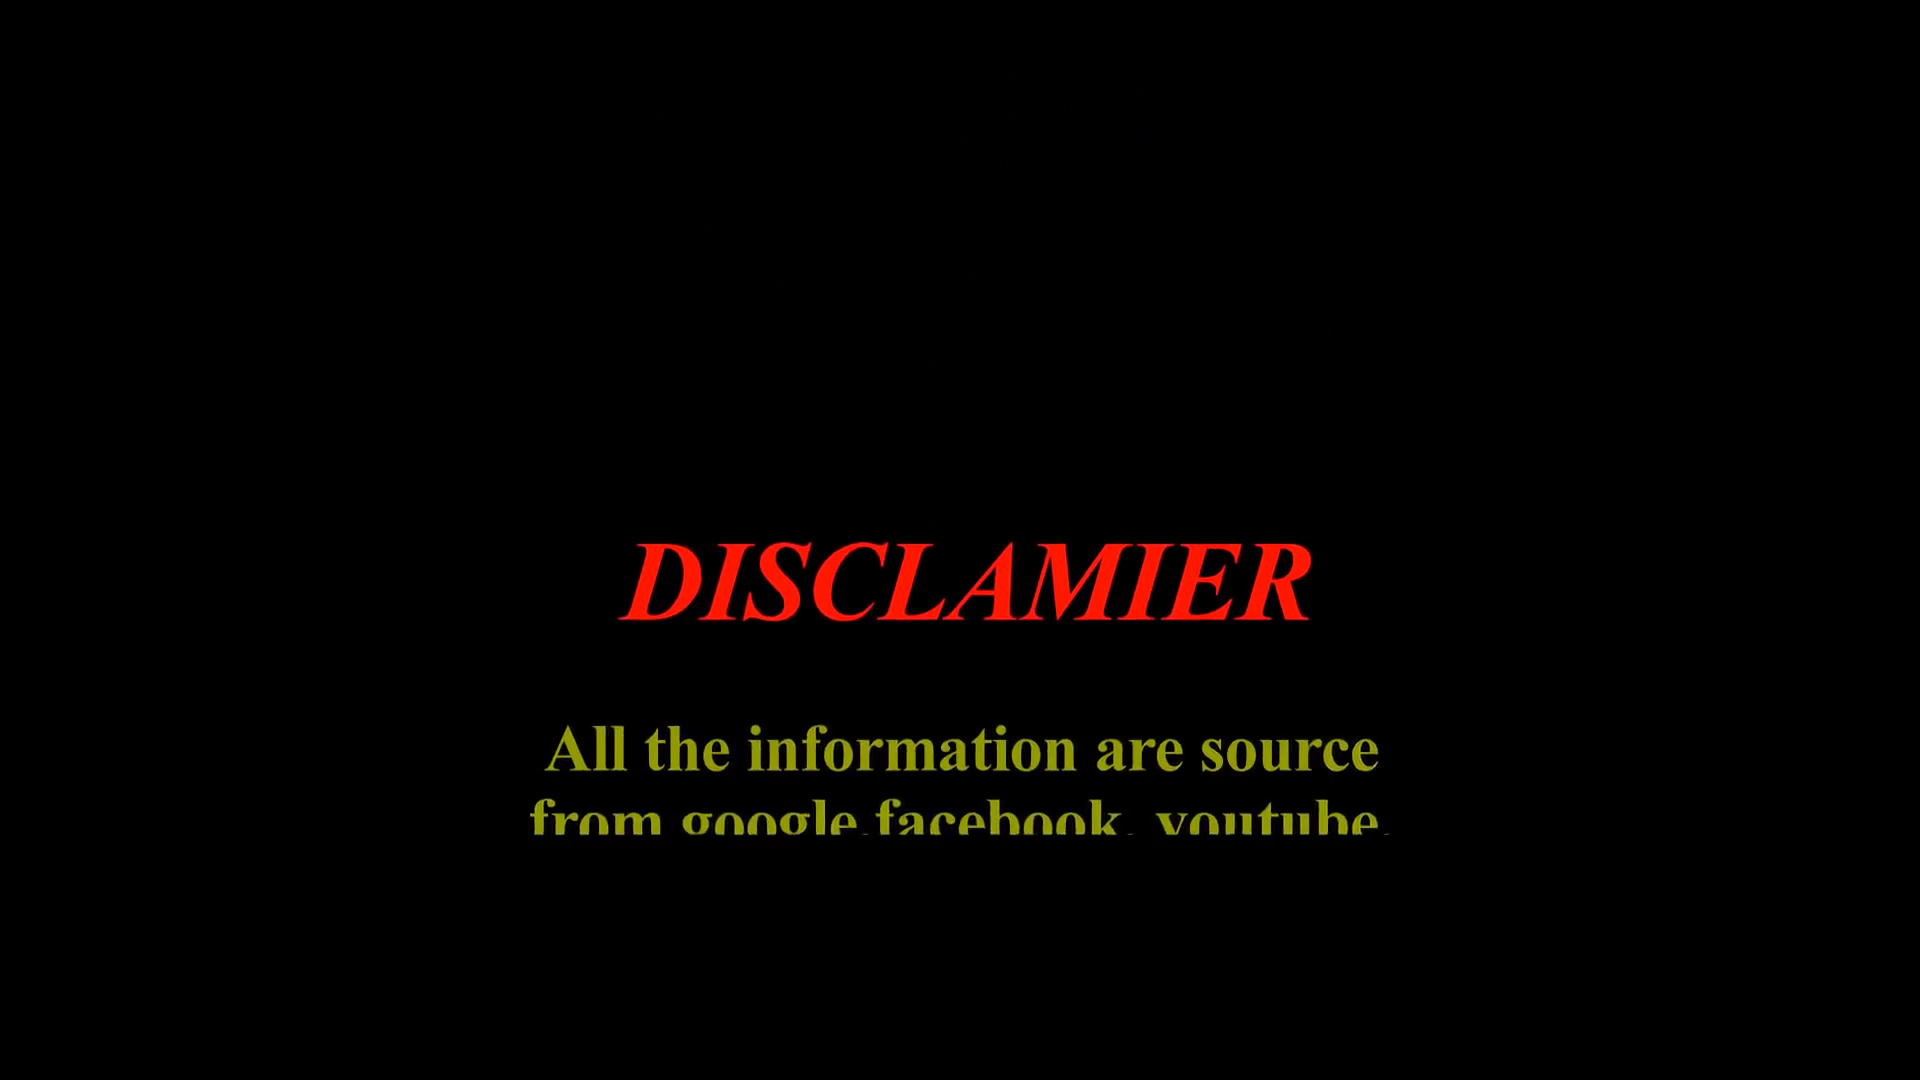 DISCLAMIER
All the information are source
from google,facebook, youtube,